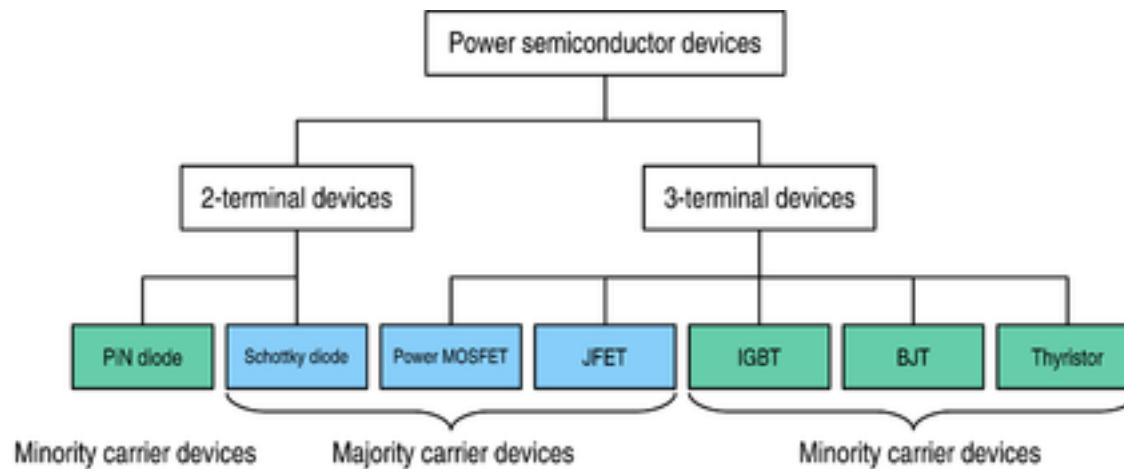 Power semiconductor devices
2-terminal devices
3-terminal devices
PiN diode
Schottky diode
Power MOSFET
JFET
IGBT
BJT
Thyristor
Minority carrier devices
Majority carrier devices
Minority carrier devices